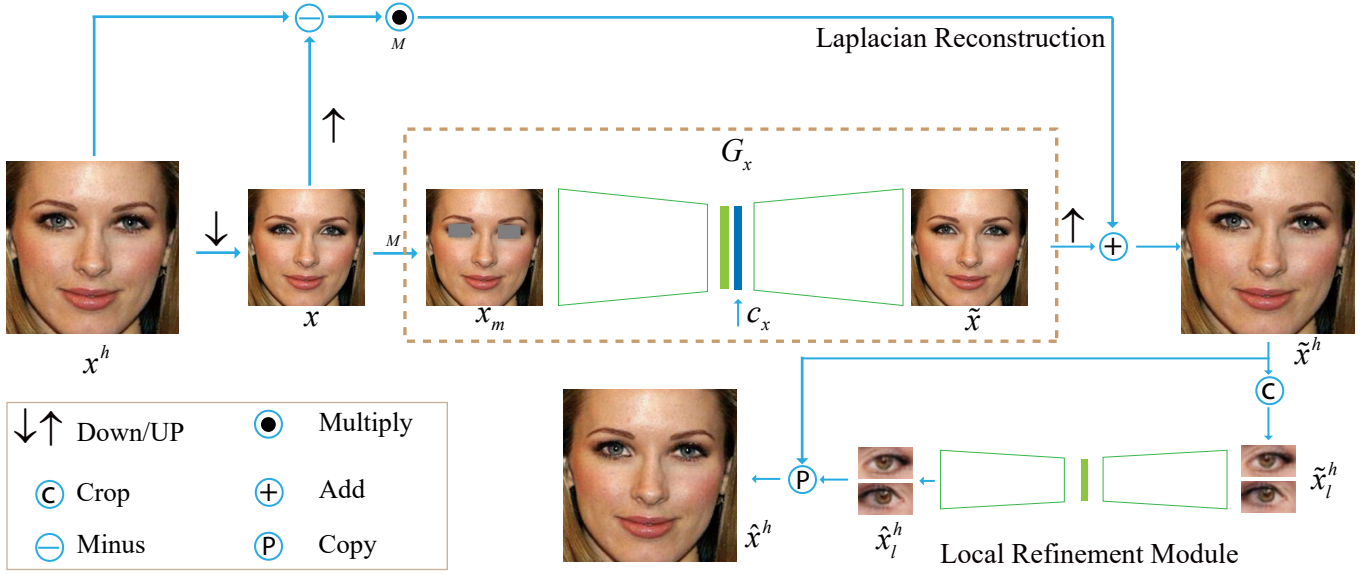 M
Laplacian Reconstruction
↑
G_x
↓
M
↑
x^h
x
x_m
c_x
x̃
x̃^h
C
↓↑ Down/UP
Multiply
C Crop
+ Add
− Minus
P Copy
P
x̂^h
x̂_l^h
x̃_l^h
Local Refinement Module